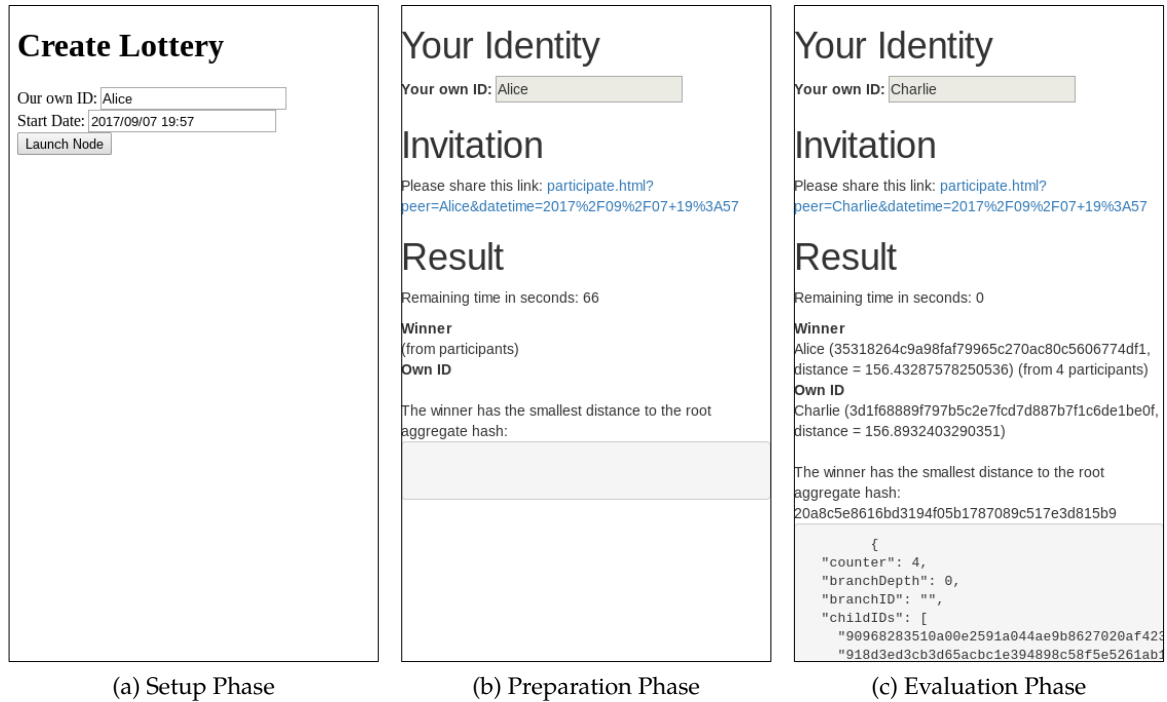 Create Lottery
Our own ID: Alice
Start Date: 2017/09/07 19:57
Launch Node
(a) Setup Phase
Your Identity
Your own ID: Alice
Invitation
Please share this link: participate.html?
peer=Alice&datetime=2017%2F09%2F07+19%3A57
Result
Remaining time in seconds: 66
Winner
(from participants)
Own ID
The winner has the smallest distance to the root
aggregate hash:
(b) Preparation Phase
Your Identity
Your own ID: Charlie
Invitation
Please share this link: participate.html?
peer=Charlie&datetime=2017%2F09%2F07+19%3A57
Result
Remaining time in seconds: 0
Winner
Alice (35318264c9a98faf79965c270ac80c5606774df1,
distance = 156.43287578250536) (from 4 participants)
Own ID
Charlie (3d1f68889f797b5c2e7fcd7d887b7f1c6de1be0f,
distance = 156.8932403290351)
The winner has the smallest distance to the root
aggregate hash:
20a8c5e8616bd3194f05b1787089c517e3d815b9
{
"counter": 4,
"branchDepth": 0,
"branchID": "",
"childIDs": [
"90968283510a00e2591a044ae9b8627020af423
"918d3ed3cb3d65acbc1e394898c58f5e5261ab1
(c) Evaluation Phase